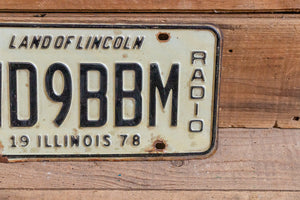 LAND OF LINCOLN
D9BBM
RADIO
19 ILLINOIS 78